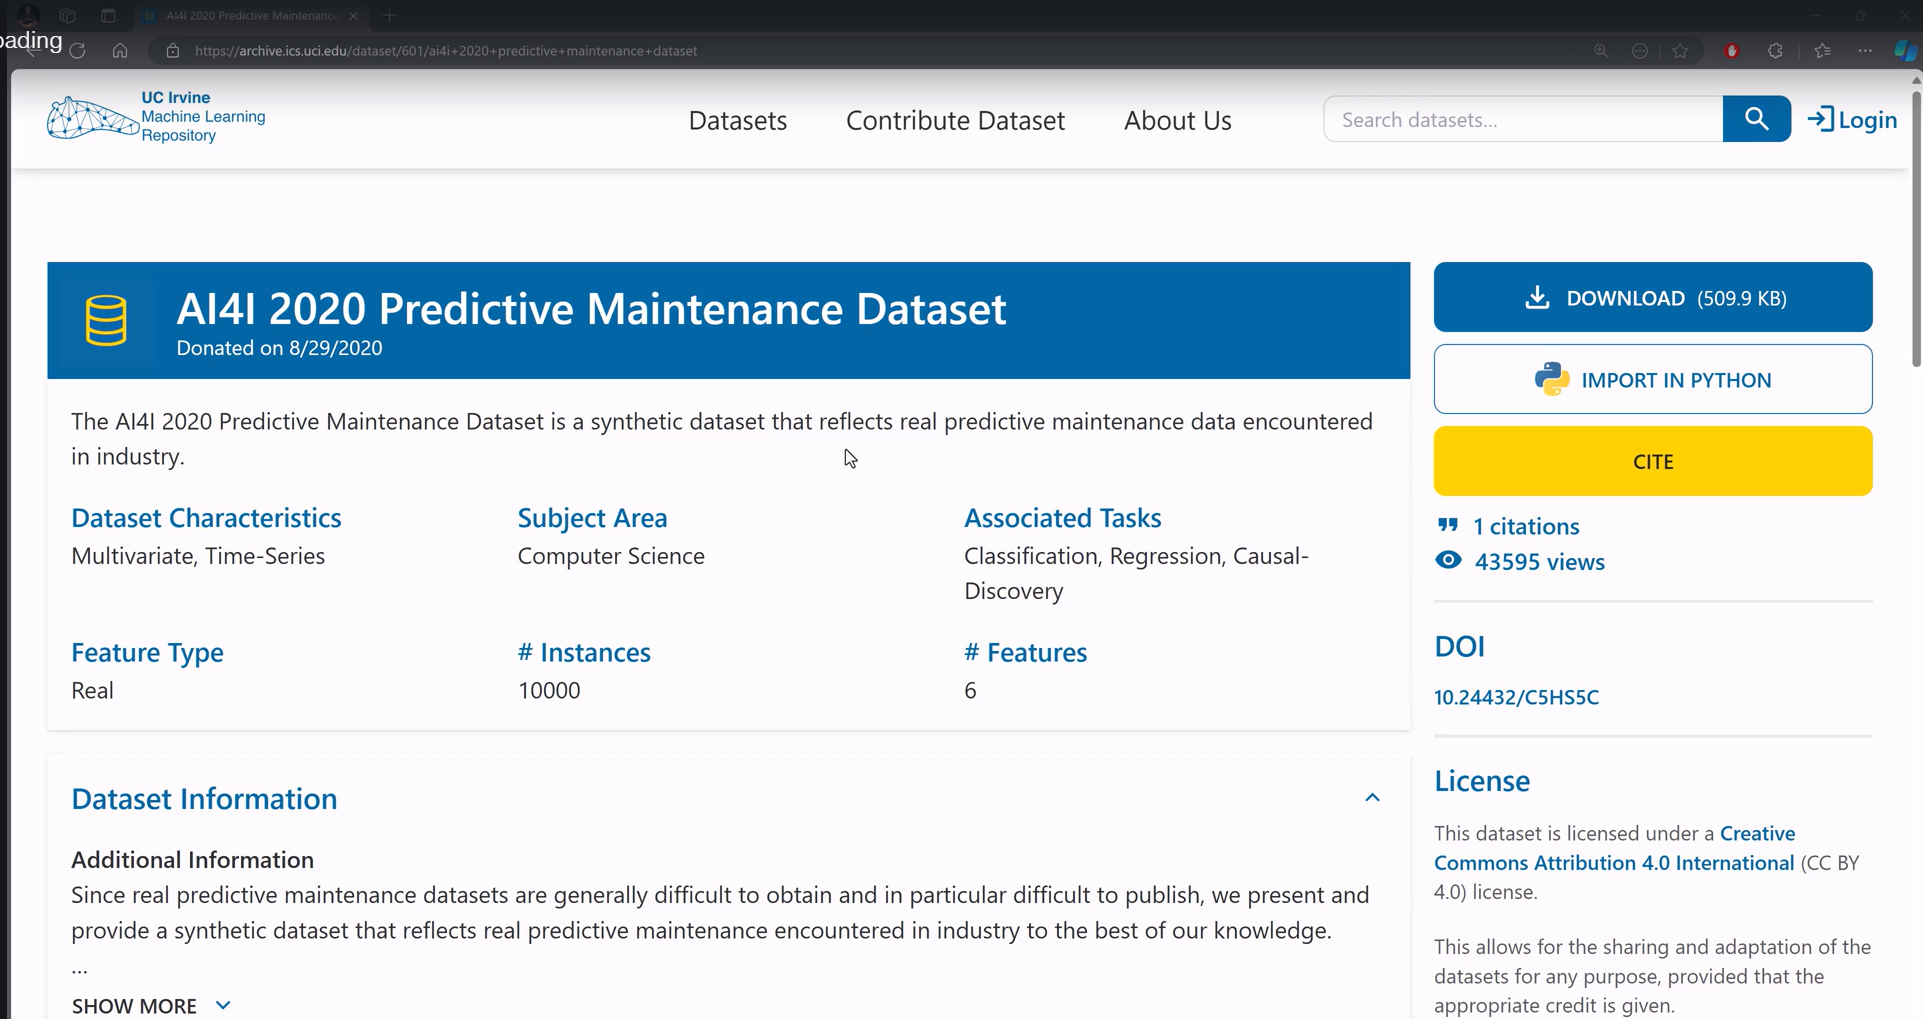 AI4I 2020 Predictive Maintenance
oading
https://archive.ics.uci.edu/dataset/601/ai4i+2020+predictive+maintenance+dataset
UC Irvine
Machine Learning
Repository
Datasets
Contribute Dataset
About Us
Search datasets...
Login
AI4I 2020 Predictive Maintenance Dataset
Donated on 8/29/2020
The AI4I 2020 Predictive Maintenance Dataset is a synthetic dataset that reflects real predictive maintenance data encountered
in industry.
Dataset Characteristics
Multivariate, Time-Series
Subject Area
Computer Science
Associated Tasks
Classification, Regression, Causal-
Discovery
Feature Type
Real
# Instances
10000
# Features
6
Dataset Information
Additional Information
Since real predictive maintenance datasets are generally difficult to obtain and in particular difficult to publish, we present and
provide a synthetic dataset that reflects real predictive maintenance encountered in industry to the best of our knowledge.
...
SHOW MORE
DOWNLOAD (509.9 KB)
IMPORT IN PYTHON
CITE
1 citations
43595 views
DOI
10.24432/C5HS5C
License
This dataset is licensed under a Creative
Commons Attribution 4.0 International (CC BY
4.0) license.
This allows for the sharing and adaptation of the
datasets for any purpose, provided that the
appropriate credit is given.